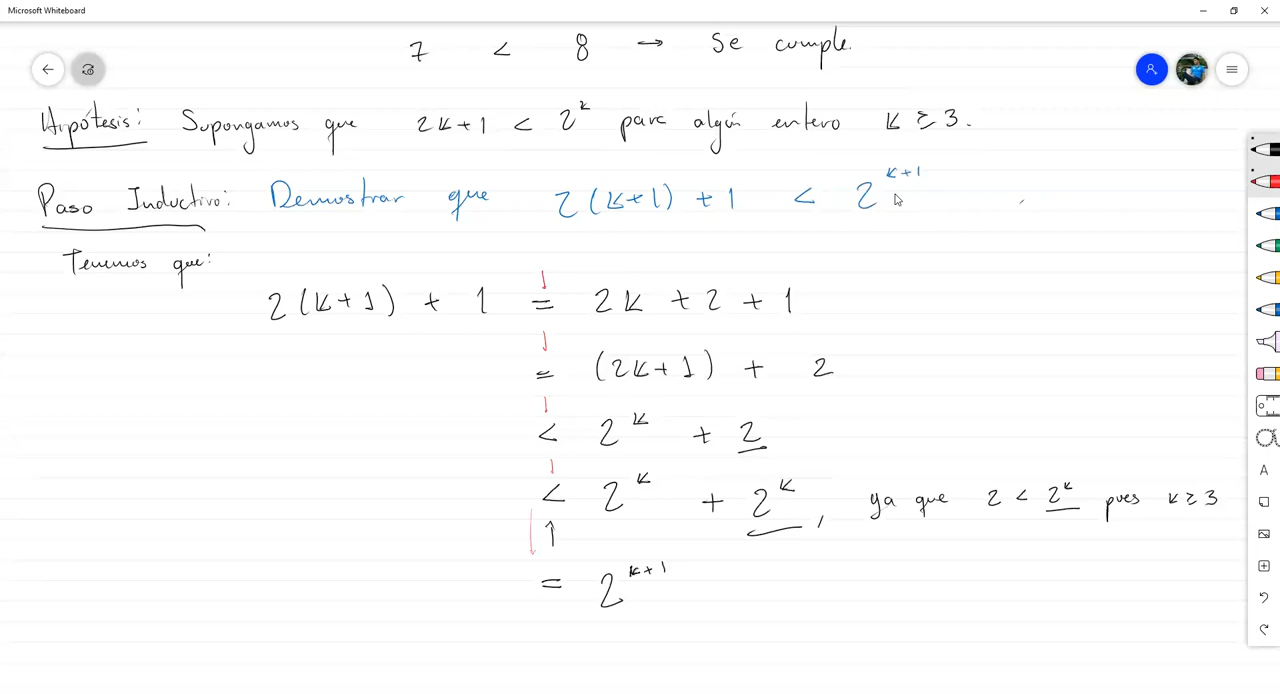 Microsoft Whiteboard
7 < 8 → Se cumple.
Hipótesis: Supongamos que 2k+1 < 2^k para algún entero k ≥ 3.
Paso Inductivo: Demostrar que 2(k+1) + 1 < 2^{k+1}
Tenemos que:
2(k+1) + 1 = 2k + 2 + 1
= (2k+1) + 2
< 2^k + 2
< 2^k + 2^k, ya que 2 < 2^k pues k ≥ 3
= 2^{k+1}